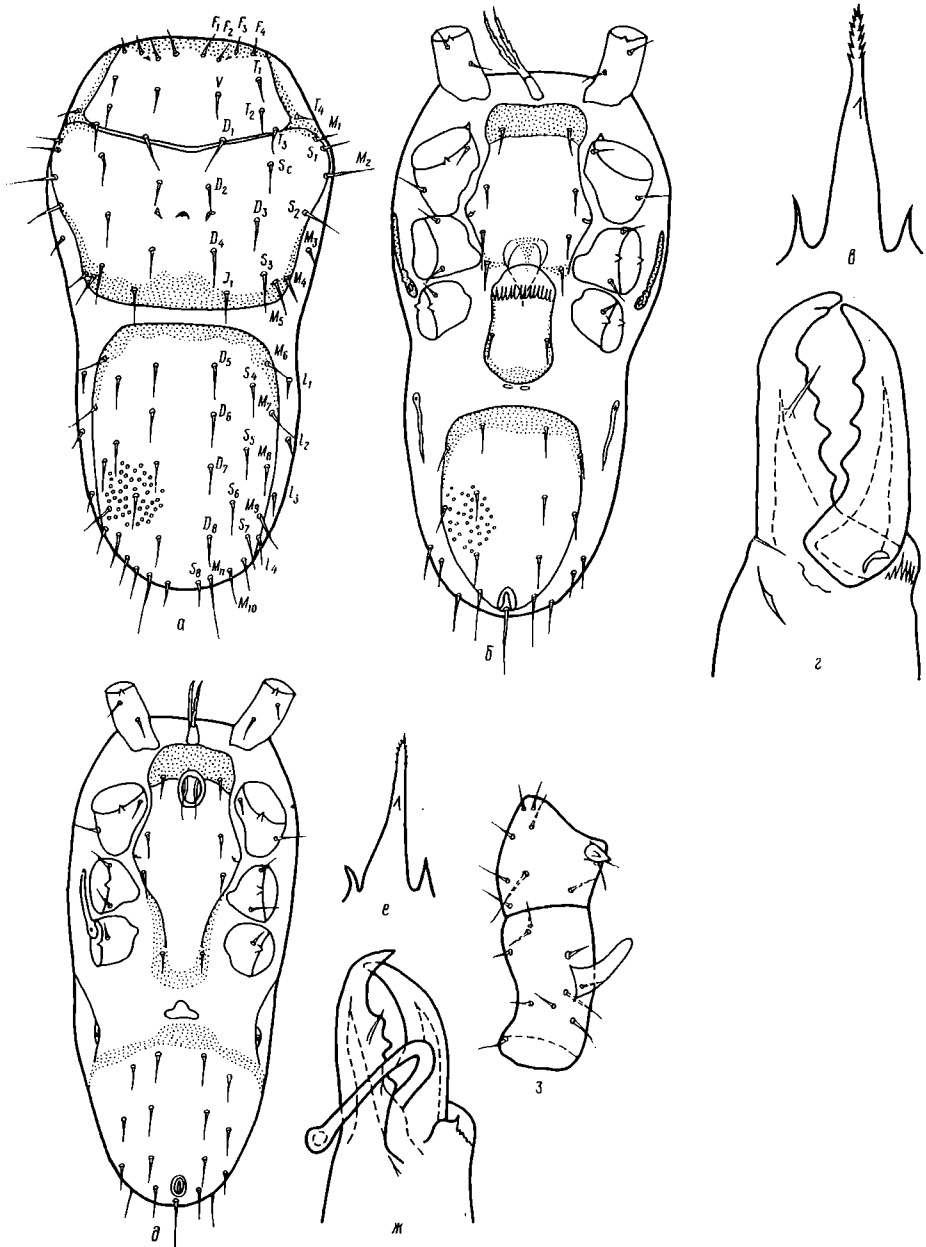 F₁ F₂ F₃ F₄
T₁
V
T₂ T₄
D₁ M₁
T₃ S₁
Sc M₂
D₂
D₃ S₂
D₄ M₃
J₁ S₃ M₄
M₅
M₆
D₅ S₄ l₁
M₇
D₆ l₂
S₅ M₈
D₇
S₆ l₃
M₉
D₈ S₇
l₄
S₈ M₁₁
M₁₀
а
б
в
г
д
е
ж
з